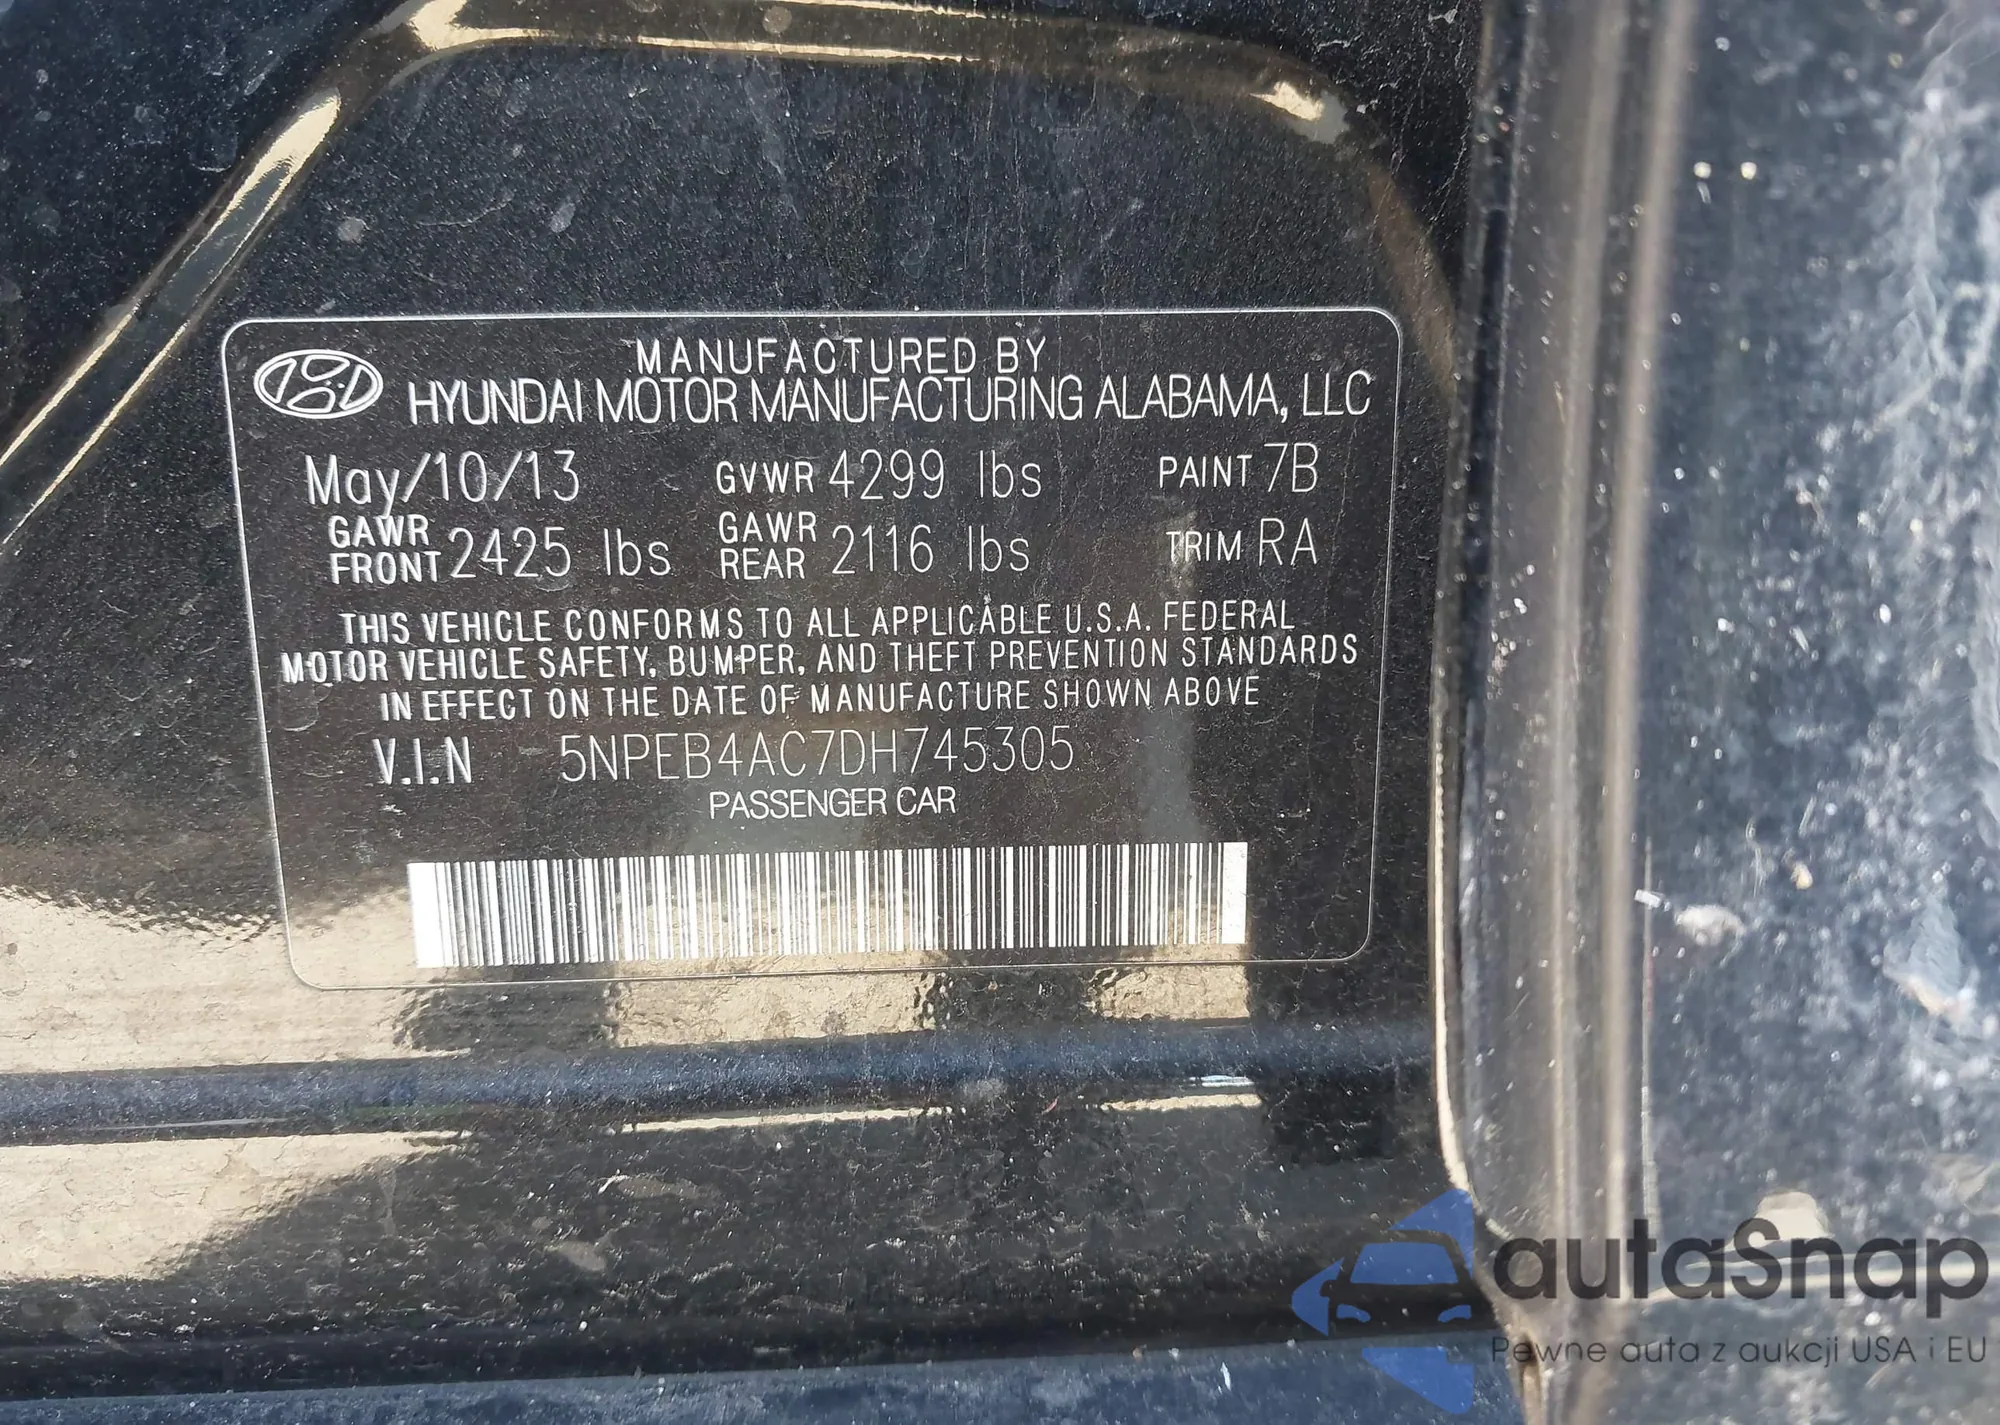 MANUFACTURED BY
HYUNDAI MOTOR MANUFACTURING ALABAMA, LLC
May/10/13 GVWR 4299 lbs PAINT 7B
GAWR FRONT 2425 lbs GAWR REAR 2116 lbs TRIM RA
THIS VEHICLE CONFORMS TO ALL APPLICABLE U.S.A. FEDERAL
MOTOR VEHICLE SAFETY, BUMPER, AND THEFT PREVENTION STANDARDS
IN EFFECT ON THE DATE OF MANUFACTURE SHOWN ABOVE
V.I.N 5NPEB4AC7DH745305
PASSENGER CAR
autaSnap
Pewne auta z aukcji USA i EU